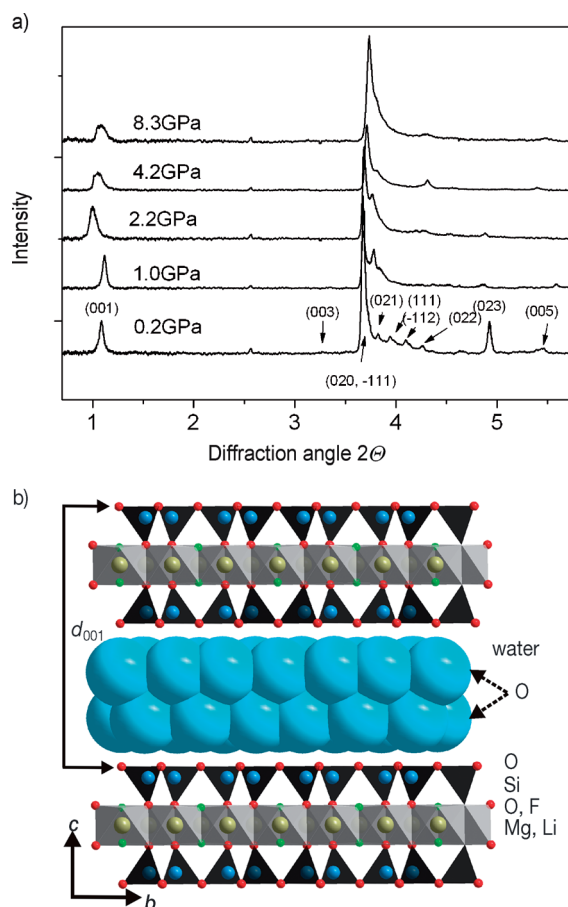 a)
Intensity
8.3GPa
4.2GPa
2.2GPa
1.0GPa
0.2GPa
(001)
(003)
(020, -111)
(021)
(111)
(-112)
(022)
(023)
(005)
1 2 3 4 5
Diffraction angle 2Θ
b)
d001
water
O
O
Si
O, F
Mg, Li
c
b